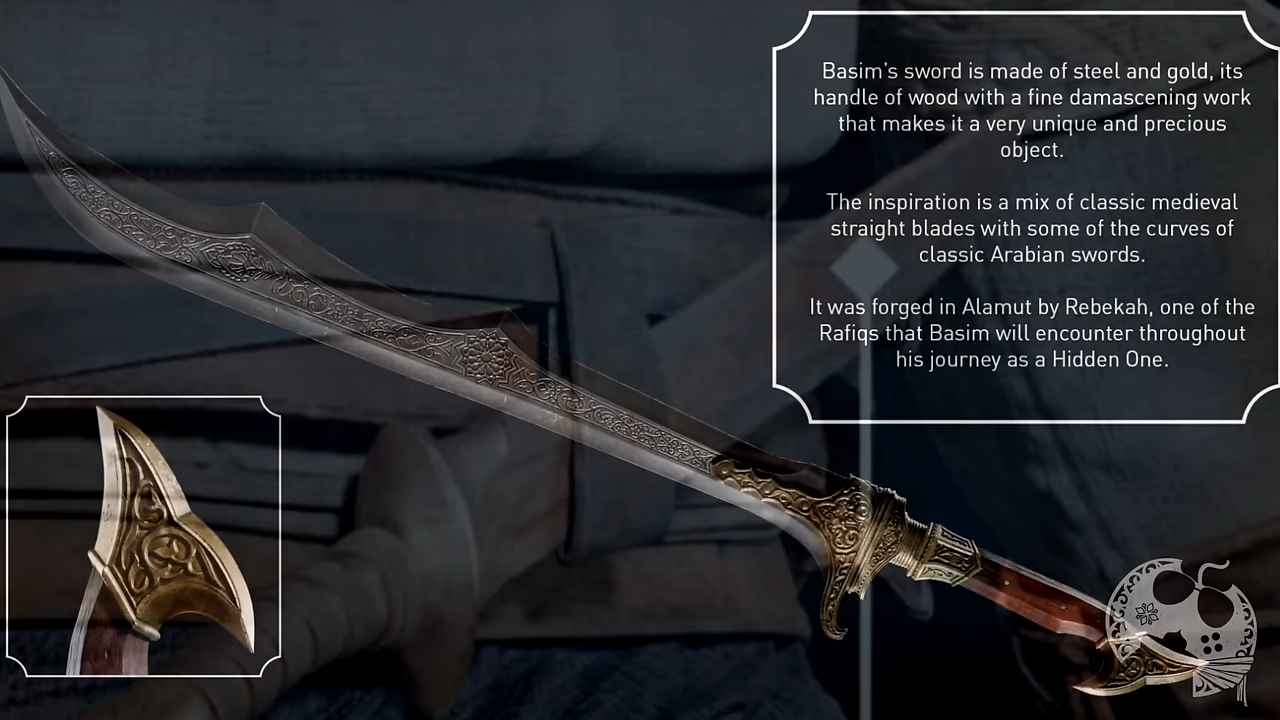 Basim's sword is made of steel and gold, its
handle of wood with a fine damascening work
that makes it a very unique and precious
object.
The inspiration is a mix of classic medieval
straight blades with some of the curves of
classic Arabian swords.
It was forged in Alamut by Rebekah, one of the
Rafiqs that Basim will encounter throughout
his journey as a Hidden One.